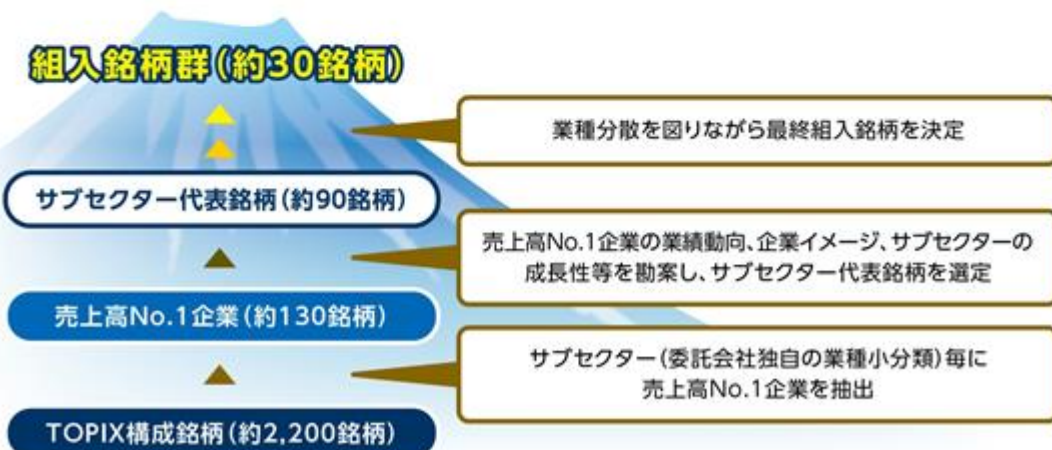 組入銘柄群(約30銘柄)
業種分散を図りながら最終組入銘柄を決定
サブセクター代表銘柄(約90銘柄)
売上高No.1企業の業績動向、企業イメージ、サブセクターの
成長性等を勘案し、サブセクター代表銘柄を選定
売上高No.1企業(約130銘柄)
サブセクター(委託会社独自の業種小分類)毎に
売上高No.1企業を抽出
TOPIX構成銘柄(約2,200銘柄)